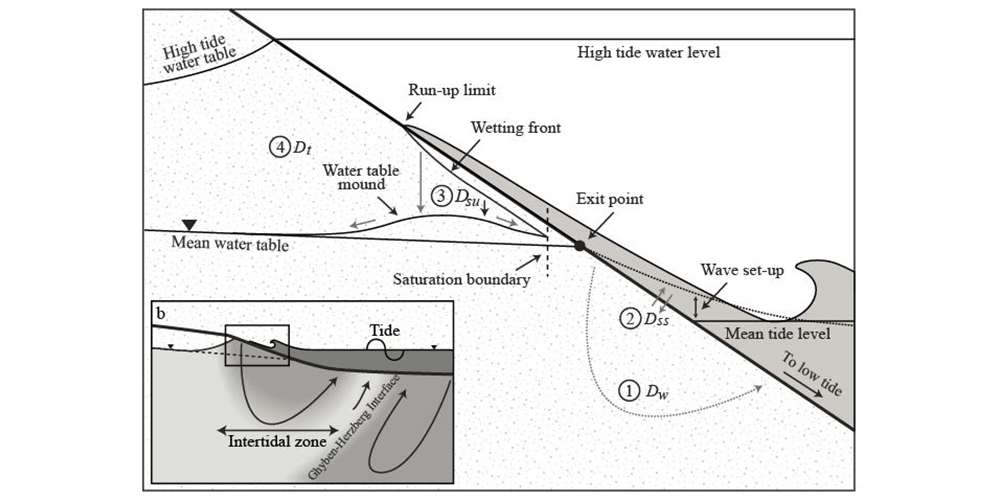 High tide
water table
High tide water level
Run-up limit
Wetting front
④ Dt
Water table
mound
③ Dsu
Exit point
Mean water table
Saturation boundary
Wave set-up
② Dss
Mean tide level
To low tide
① Dw
b
Tide
Intertidal zone
Ghyben-Herzberg Interface